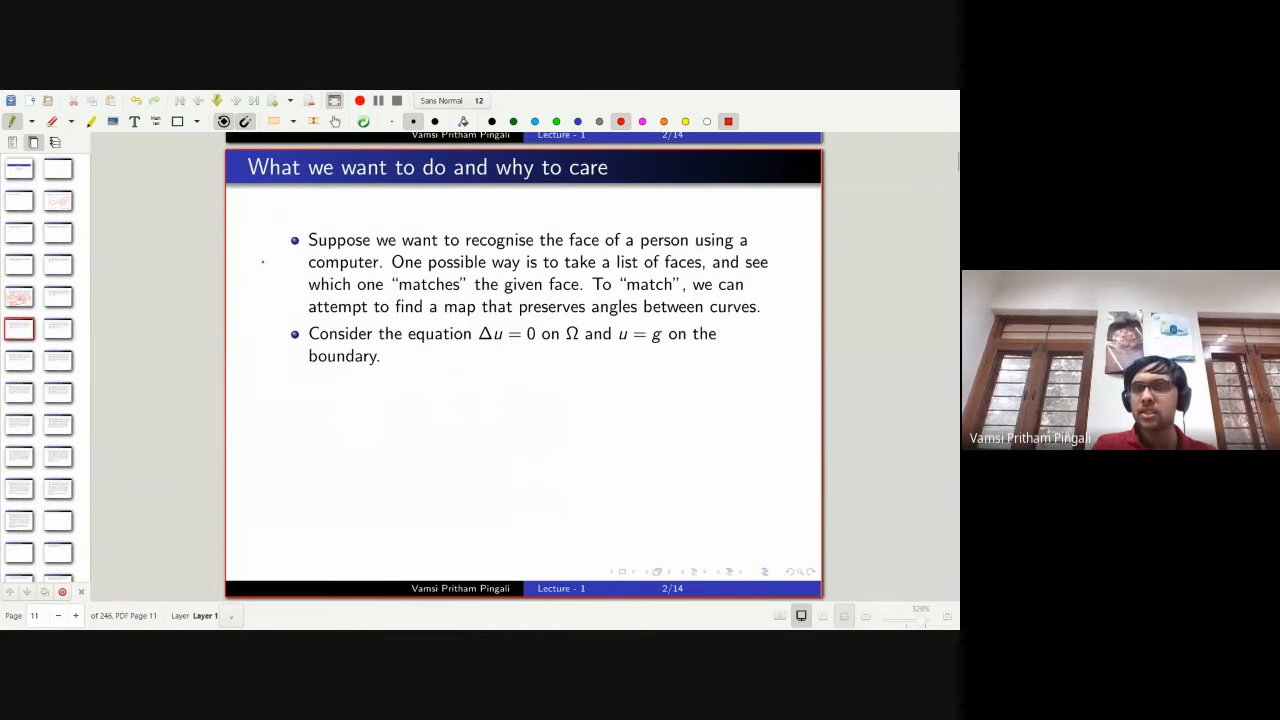 Sans Normal 12
Vamsi Pritham Pingali Lecture - 1 2/14
What we want to do and why to care
Suppose we want to recognise the face of a person using a
computer. One possible way is to take a list of faces, and see
which one “matches” the given face. To “match”, we can
attempt to find a map that preserves angles between curves.
Consider the equation Δu = 0 on Ω and u = g on the
boundary.
Vamsi Pritham Pingali Lecture - 1 2/14
Page 11 of 246, PDF Page 11 Layer Layer 1
328%
Vamsi Pritham Pingali